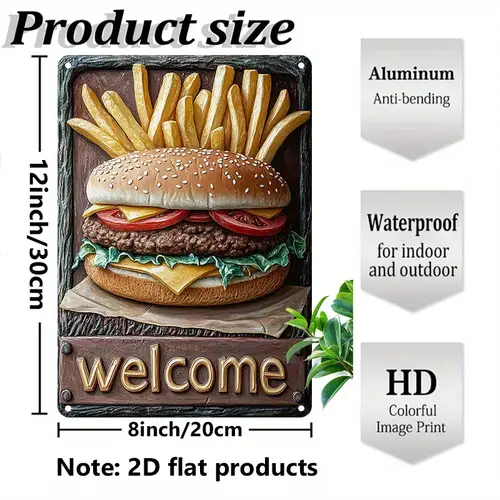 Product size
12inch/30cm
welcome
8inch/20cm
Note: 2D flat products
Aluminum
Anti-bending
Waterproof
for indoor
and outdoor
HD
Colorful
Image Print